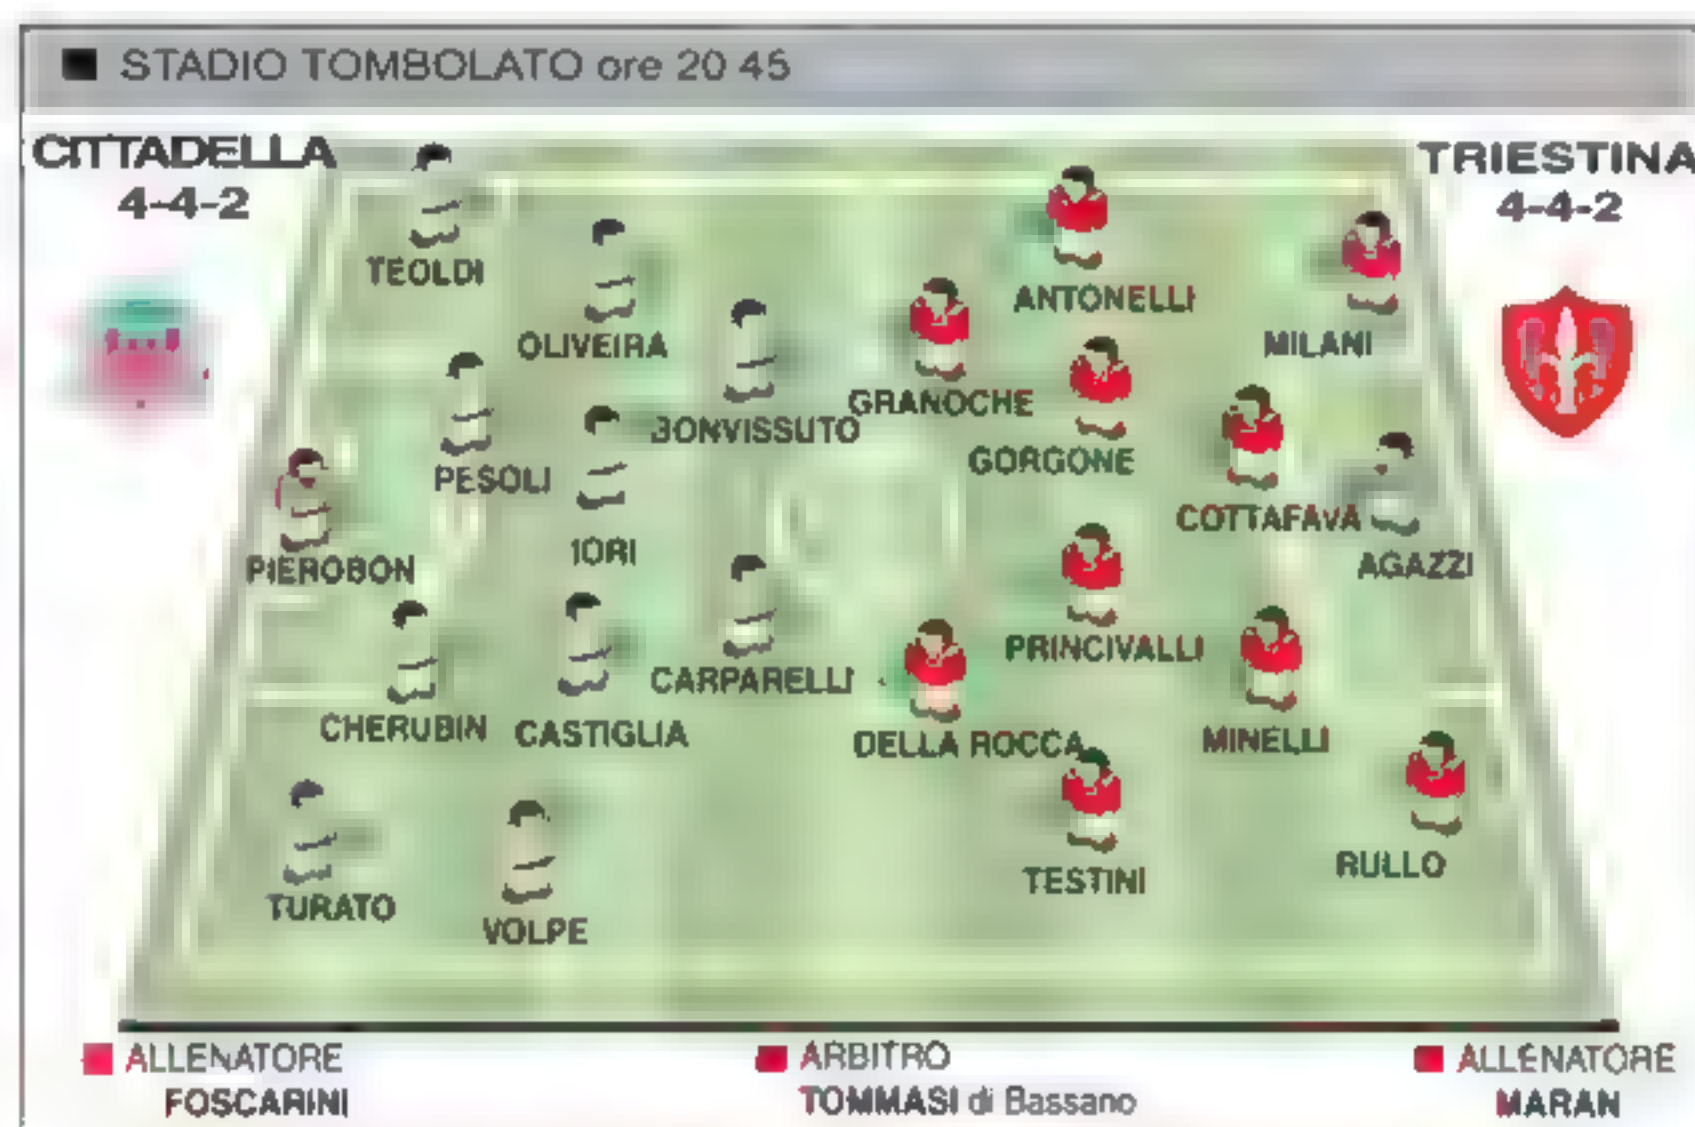 STADIO TOMBOLATO ore 20 45
CITTADELLA
4-4-2
TRIESTINA
4-4-2
TEOLDI
OLIVEIRA
BONVISSUTO
PESOLI
IORI
PIEROBON
CHERUBIN
CASTIGLIA
CARPARELLI
TURATO
VOLPE
ANTONELLI
MILANI
GRANOCHE
GORGONE
COTTAFAVA
AGAZZI
PRINCIVALLI
DELLA ROCCA
MINELLI
TESTINI
RULLO
ALLENATORE
FOSCARINI
ARBITRO
TOMMASI di Bassano
ALLENATORE
MARAN